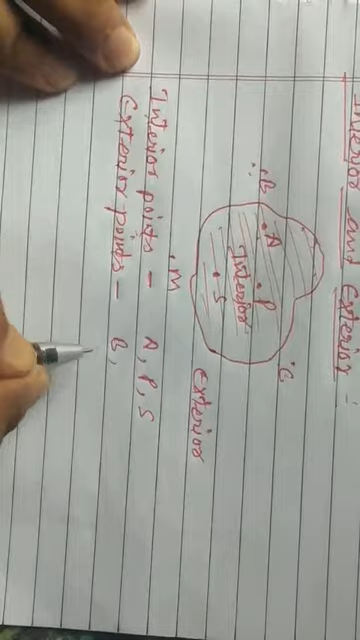 Interior and Exterior :-
.B
.A
.C
.P
Interior
.S
Exterior
.M
Interior points - A, P, S
Exterior points - B,